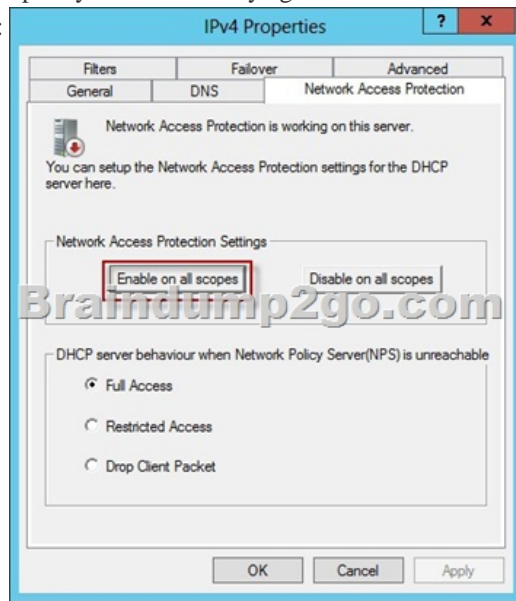 IPv4 Properties
? x
Filters Failover Advanced
General DNS Network Access Protection
Network Access Protection is working on this server.
You can setup the Network Access Protection settings for the DHCP
server here.
Network Access Protection Settings
Enable on all scopes Disable on all scopes
Braindump2go.com
DHCP server behaviour when Network Policy Server(NPS) is unreachable
Full Access
Restricted Access
Drop Client Packet
OK Cancel Apply